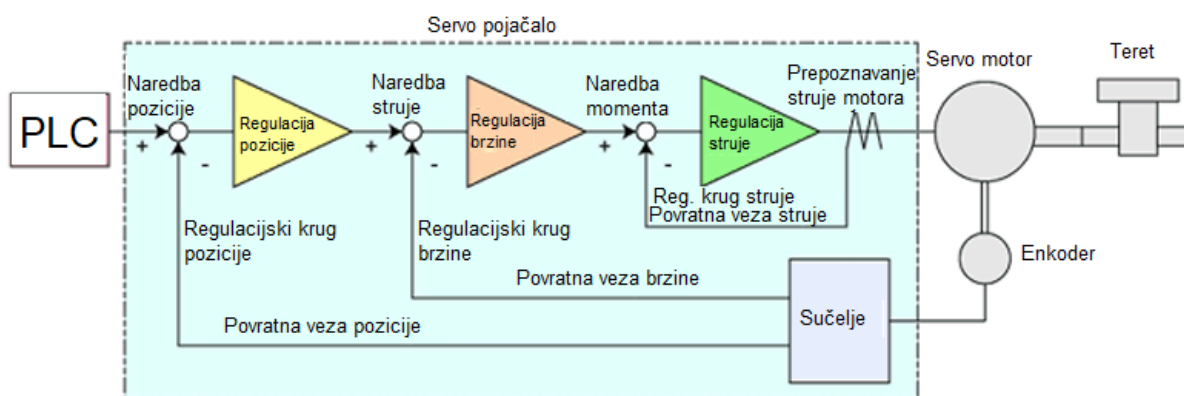 Servo pojačalo
Servo motor
Teret
PLC
Naredba
pozicije
Regulacija
pozicije
Naredba
struje
Regulacija
brzine
Naredba
momenta
Regulacija
struje
Prepoznavanje
struje motora
+
-
+
-
+
-
Reg. krug struje
Povratna veza struje
Regulacijski krug
pozicije
Regulacijski krug
brzine
Enkoder
Povratna veza brzine
Sučelje
Povratna veza pozicije